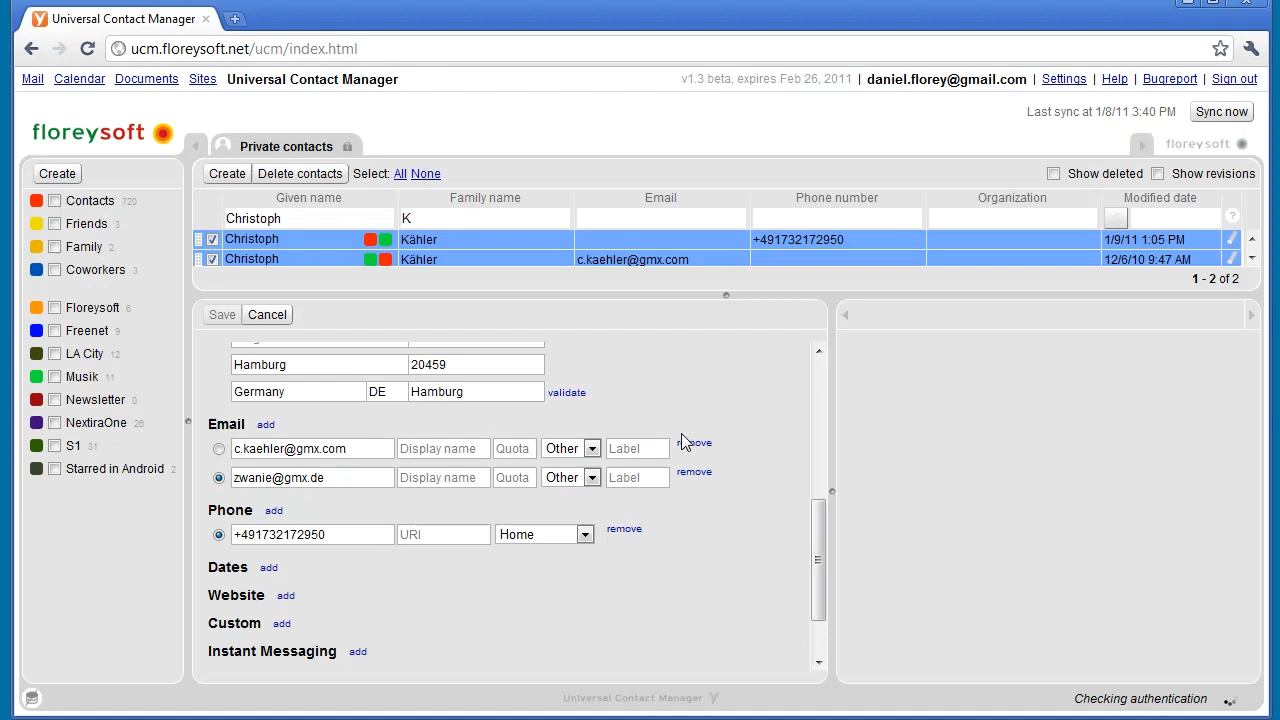 Universal Contact Manager
ucm.floreysoft.net/ucm/index.html
Mail Calendar Documents Sites Universal Contact Manager v1.3 beta, expires Feb 26, 2011 | daniel.florey@gmail.com | Settings | Help | Bugreport | Sign out
Last sync at 1/8/11 3:40 PM Sync now
floreysoft Private contacts floreysoft
Create Create Delete contacts Select: All None Show deleted Show revisions
Given name Family name Email Phone number Organization Modified date
Christoph K ?
Christoph Kähler +491732172950 1/9/11 1:05 PM
Christoph Kähler c.kaehler@gmx.com 12/6/10 9:47 AM
1 - 2 of 2
Contacts 720
Friends 3
Family 2
Coworkers 3
Floreysoft 6
Freenet 9
LA City 12
Musik 11
Newsletter 0
NextiraOne 26
S1 31
Starred in Android 2
Save Cancel
Hamburg 20459
Germany DE Hamburg validate
Email add
c.kaehler@gmx.com Display name Quota Other Label
zwanie@gmx.de Display name Quota Other Label remove
Phone add
+491732172950 URI Home remove
Dates add
Website add
Custom add
Instant Messaging add
Universal Contact Manager
Checking authentication